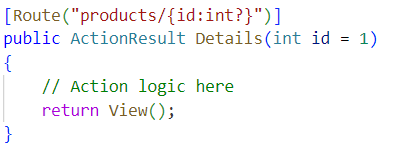 [Route("products/{id:int?}")]
public ActionResult Details(int id = 1)
{
    // Action logic here
    return View();
}